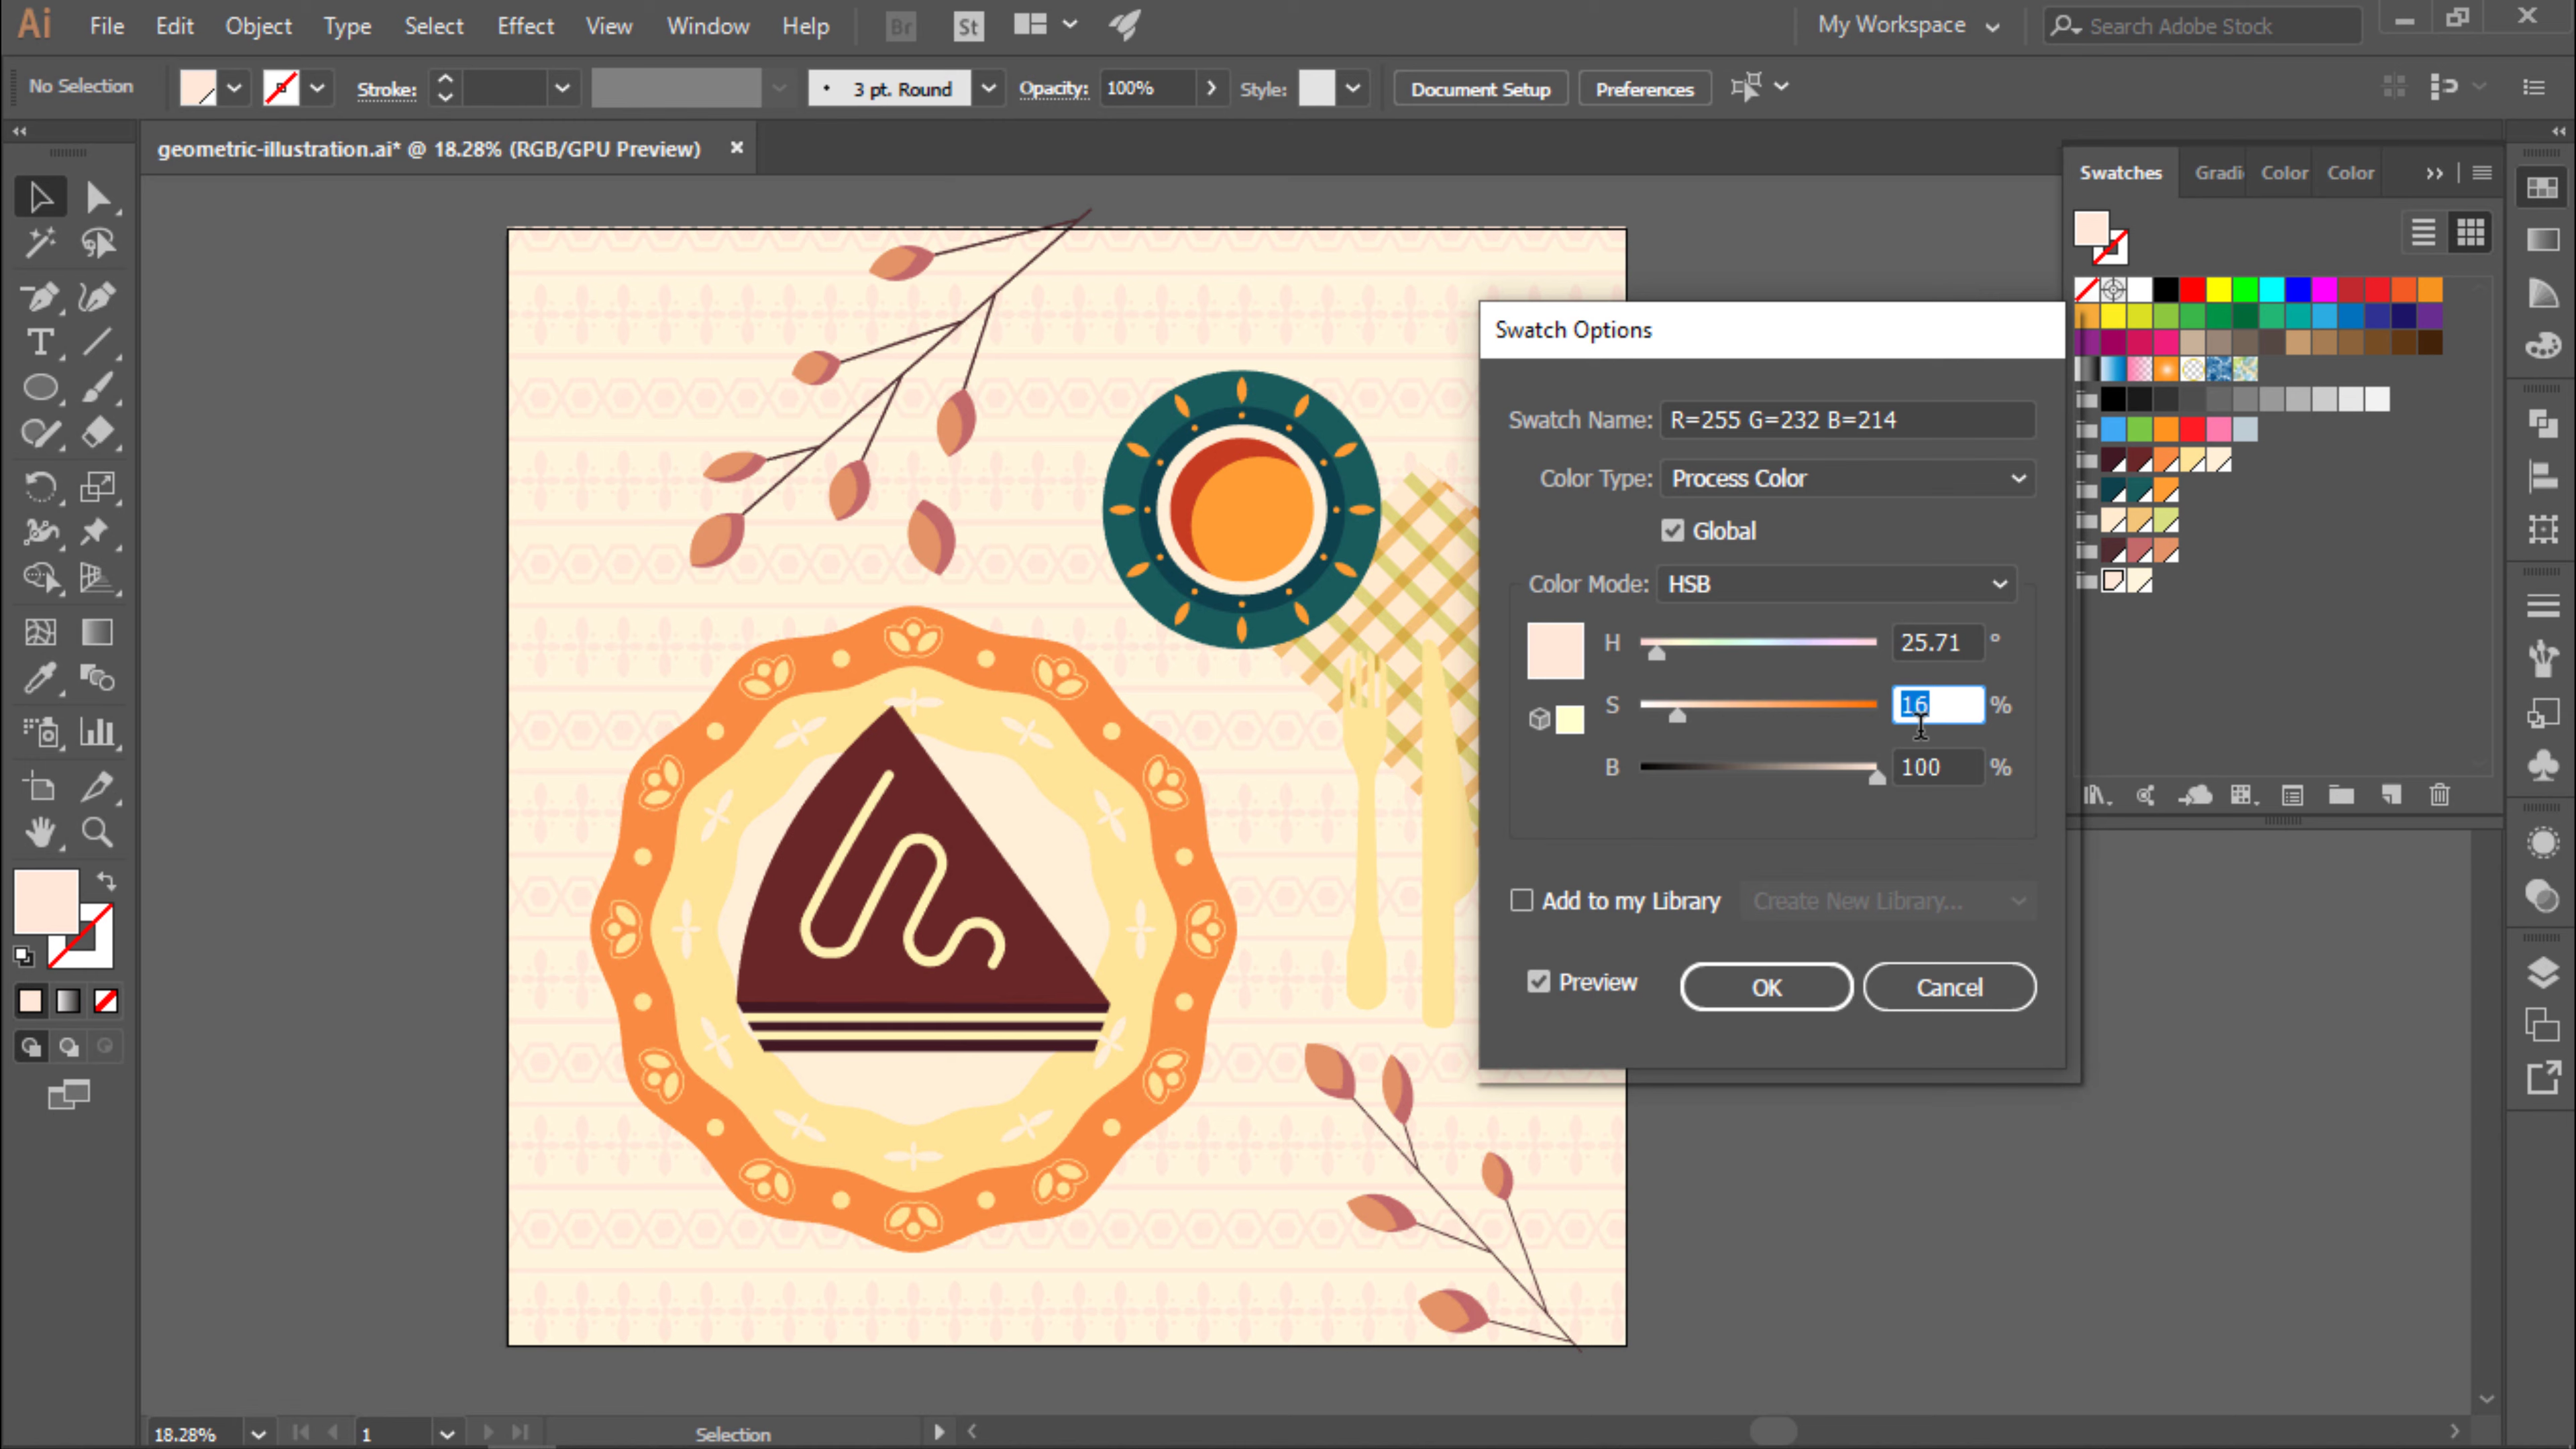 Ai File Edit Object Type Select Effect View Window Help Br St My Workspace Search Adobe Stock
No Selection Stroke: 3 pt. Round Opacity: 100% Style: Document Setup Preferences
geometric-illustration.ai* @ 18.28% (RGB/GPU Preview)
Swatches Gradi Color Color
Swatch Options
Swatch Name: R=255 G=232 B=214
Color Type: Process Color
Global
Color Mode: HSB
H 25.71 °
S 16 %
B 100 %
Add to my Library Create New Library...
Preview OK Cancel
18.28% 1 Selection